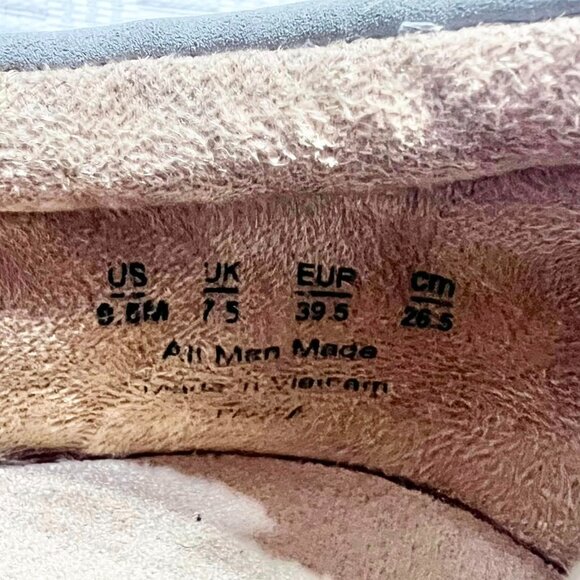 US UK EUR cm
9.5M 7.5 39.5 26.5
All Man Made
Made in Vietnam